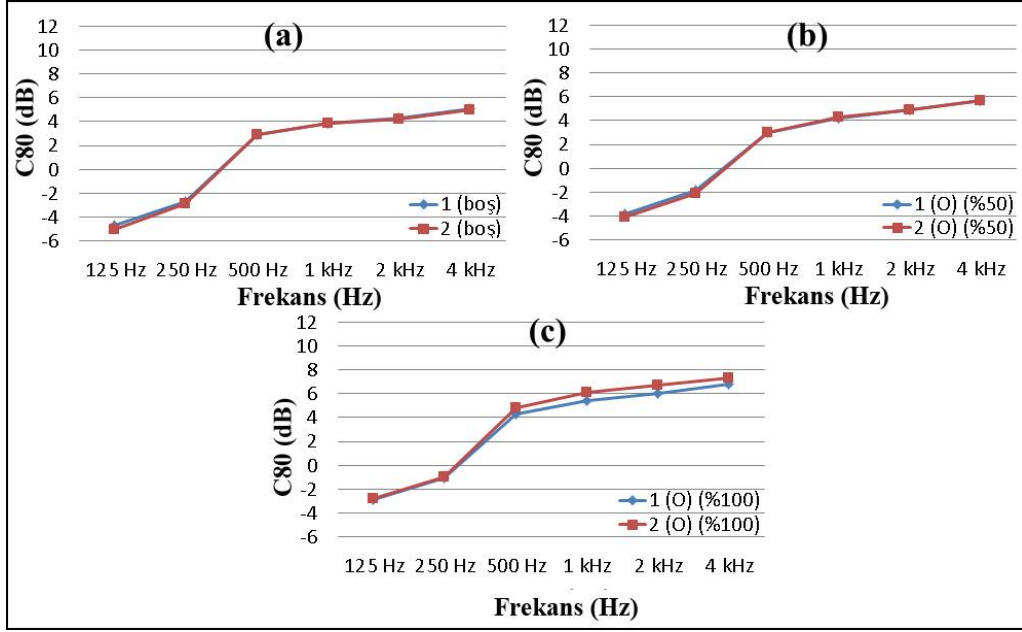 (a)
C80 (dB)
12
10
8
6
4
2
0
-2
-4
-6
1 (boş)
2 (boş)
125 Hz 250 Hz 500 Hz 1 kHz 2 kHz 4 kHz
Frekans (Hz)
(b)
C80 (dB)
12
10
8
6
4
2
0
-2
-4
-6
1 (O) (%50)
2 (O) (%50)
125 Hz 250 Hz 500 Hz 1 kHz 2 kHz 4 kHz
Frekans (Hz)
(c)
C80 (dB)
12
10
8
6
4
2
0
-2
-4
-6
1 (O) (%100)
2 (O) (%100)
125 Hz 250 Hz 500 Hz 1 kHz 2 kHz 4 kHz
Frekans (Hz)